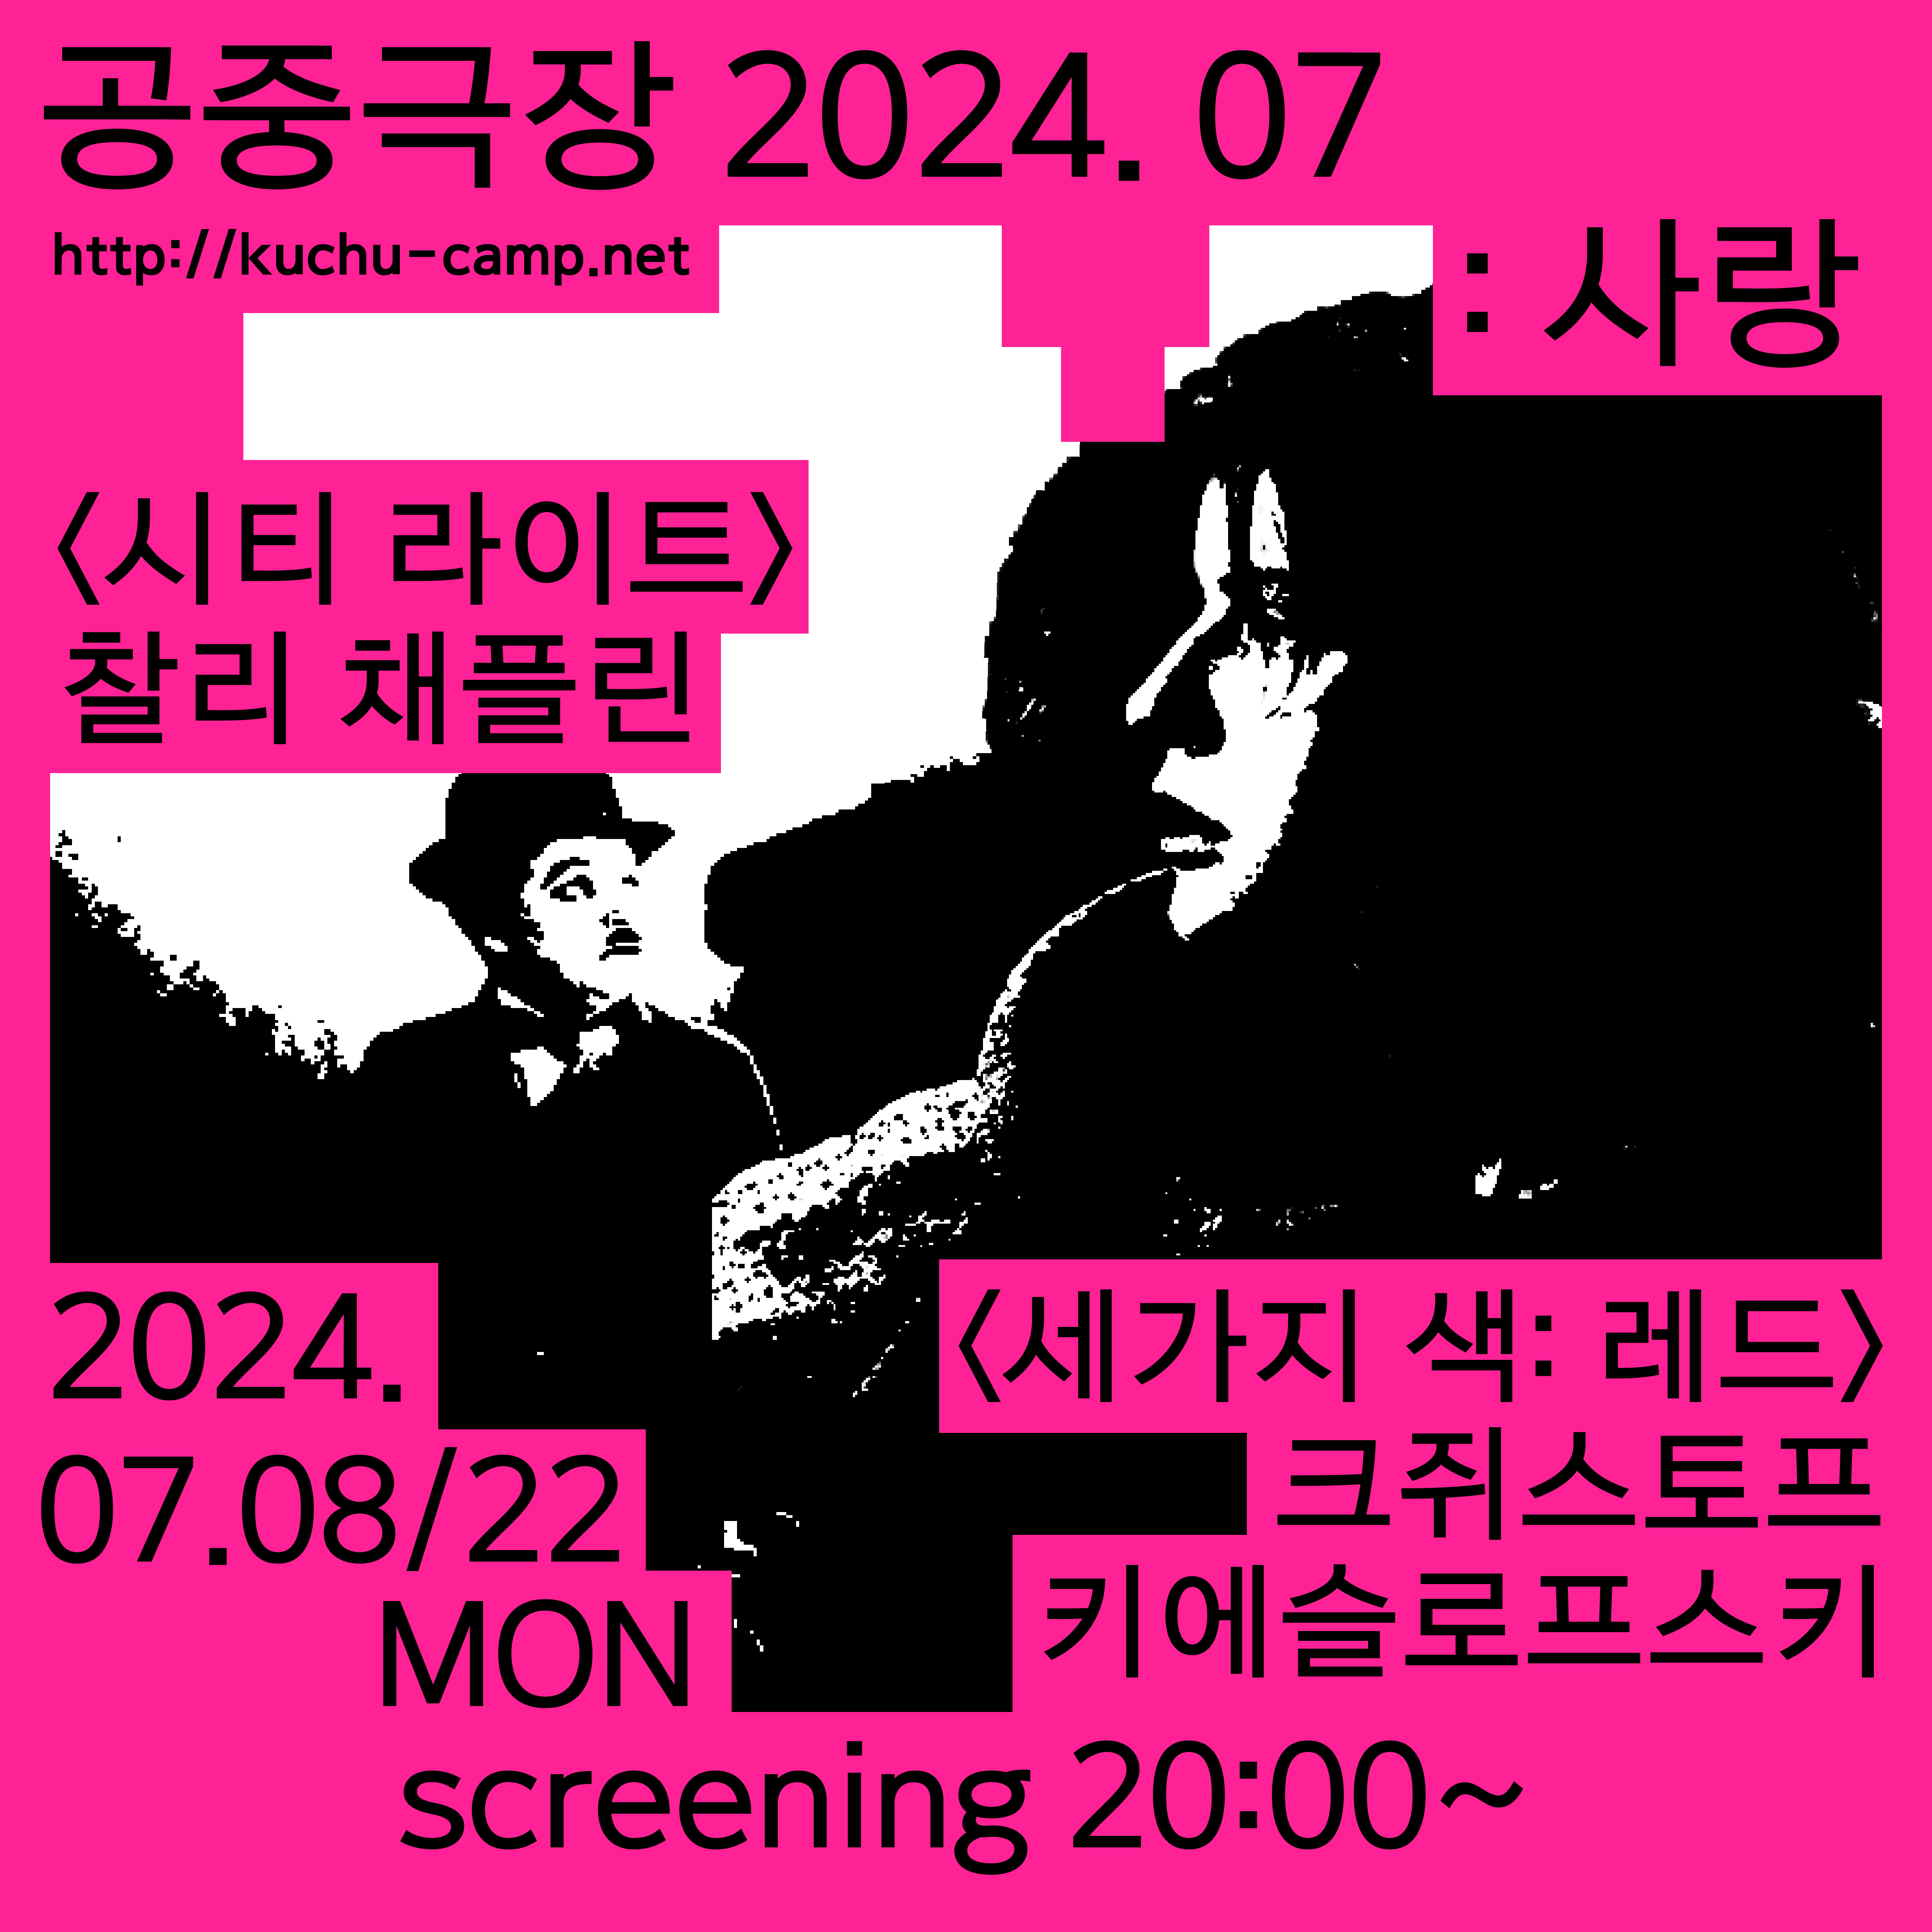 공중극장 2024. 07
http://kuchu-camp.net
: 사랑
〈시티 라이트〉
찰리 채플린
2024.
07.08/22
MON
〈세가지 색: 레드〉
크쥐스토프
키에슬로프스키
screening 20:00~